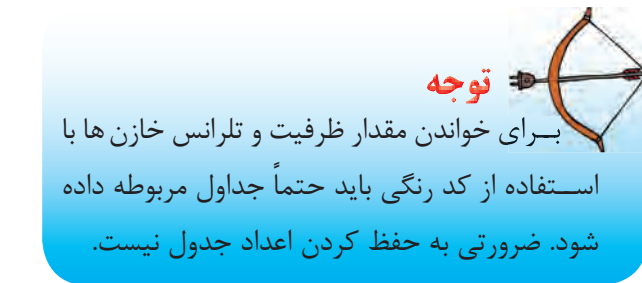 توجه
بــرای خواندن مقدار ظرفیت و تلرانس خازن ها با
اســتفاده از کد رنگی باید حتماً جداول مربوطه داده
شود. ضرورتی به حفظ کردن اعداد جدول نیست.